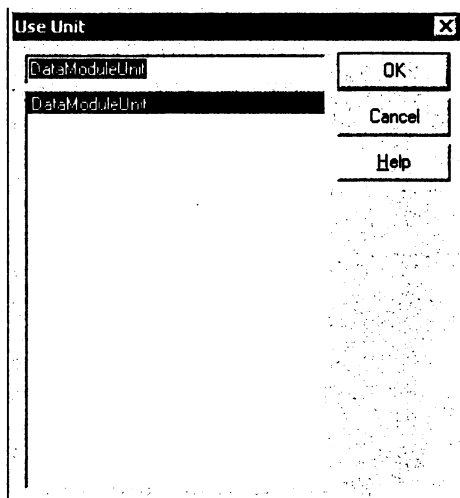 Use Unit
DataModuleUnit
OK
DataModuleUnit
Cancel
Help